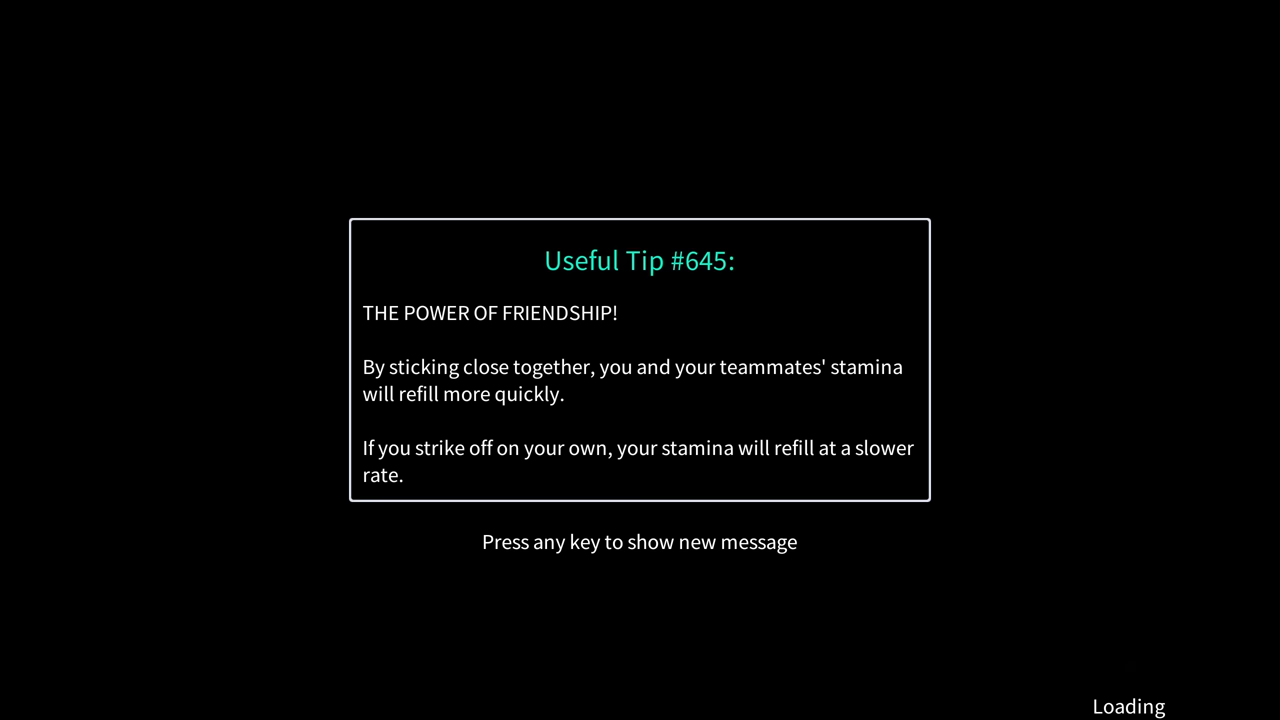 Useful Tip #645:
THE POWER OF FRIENDSHIP!
By sticking close together, you and your teammates' stamina
will refill more quickly.
If you strike off on your own, your stamina will refill at a slower
rate.
Press any key to show new message
Loading